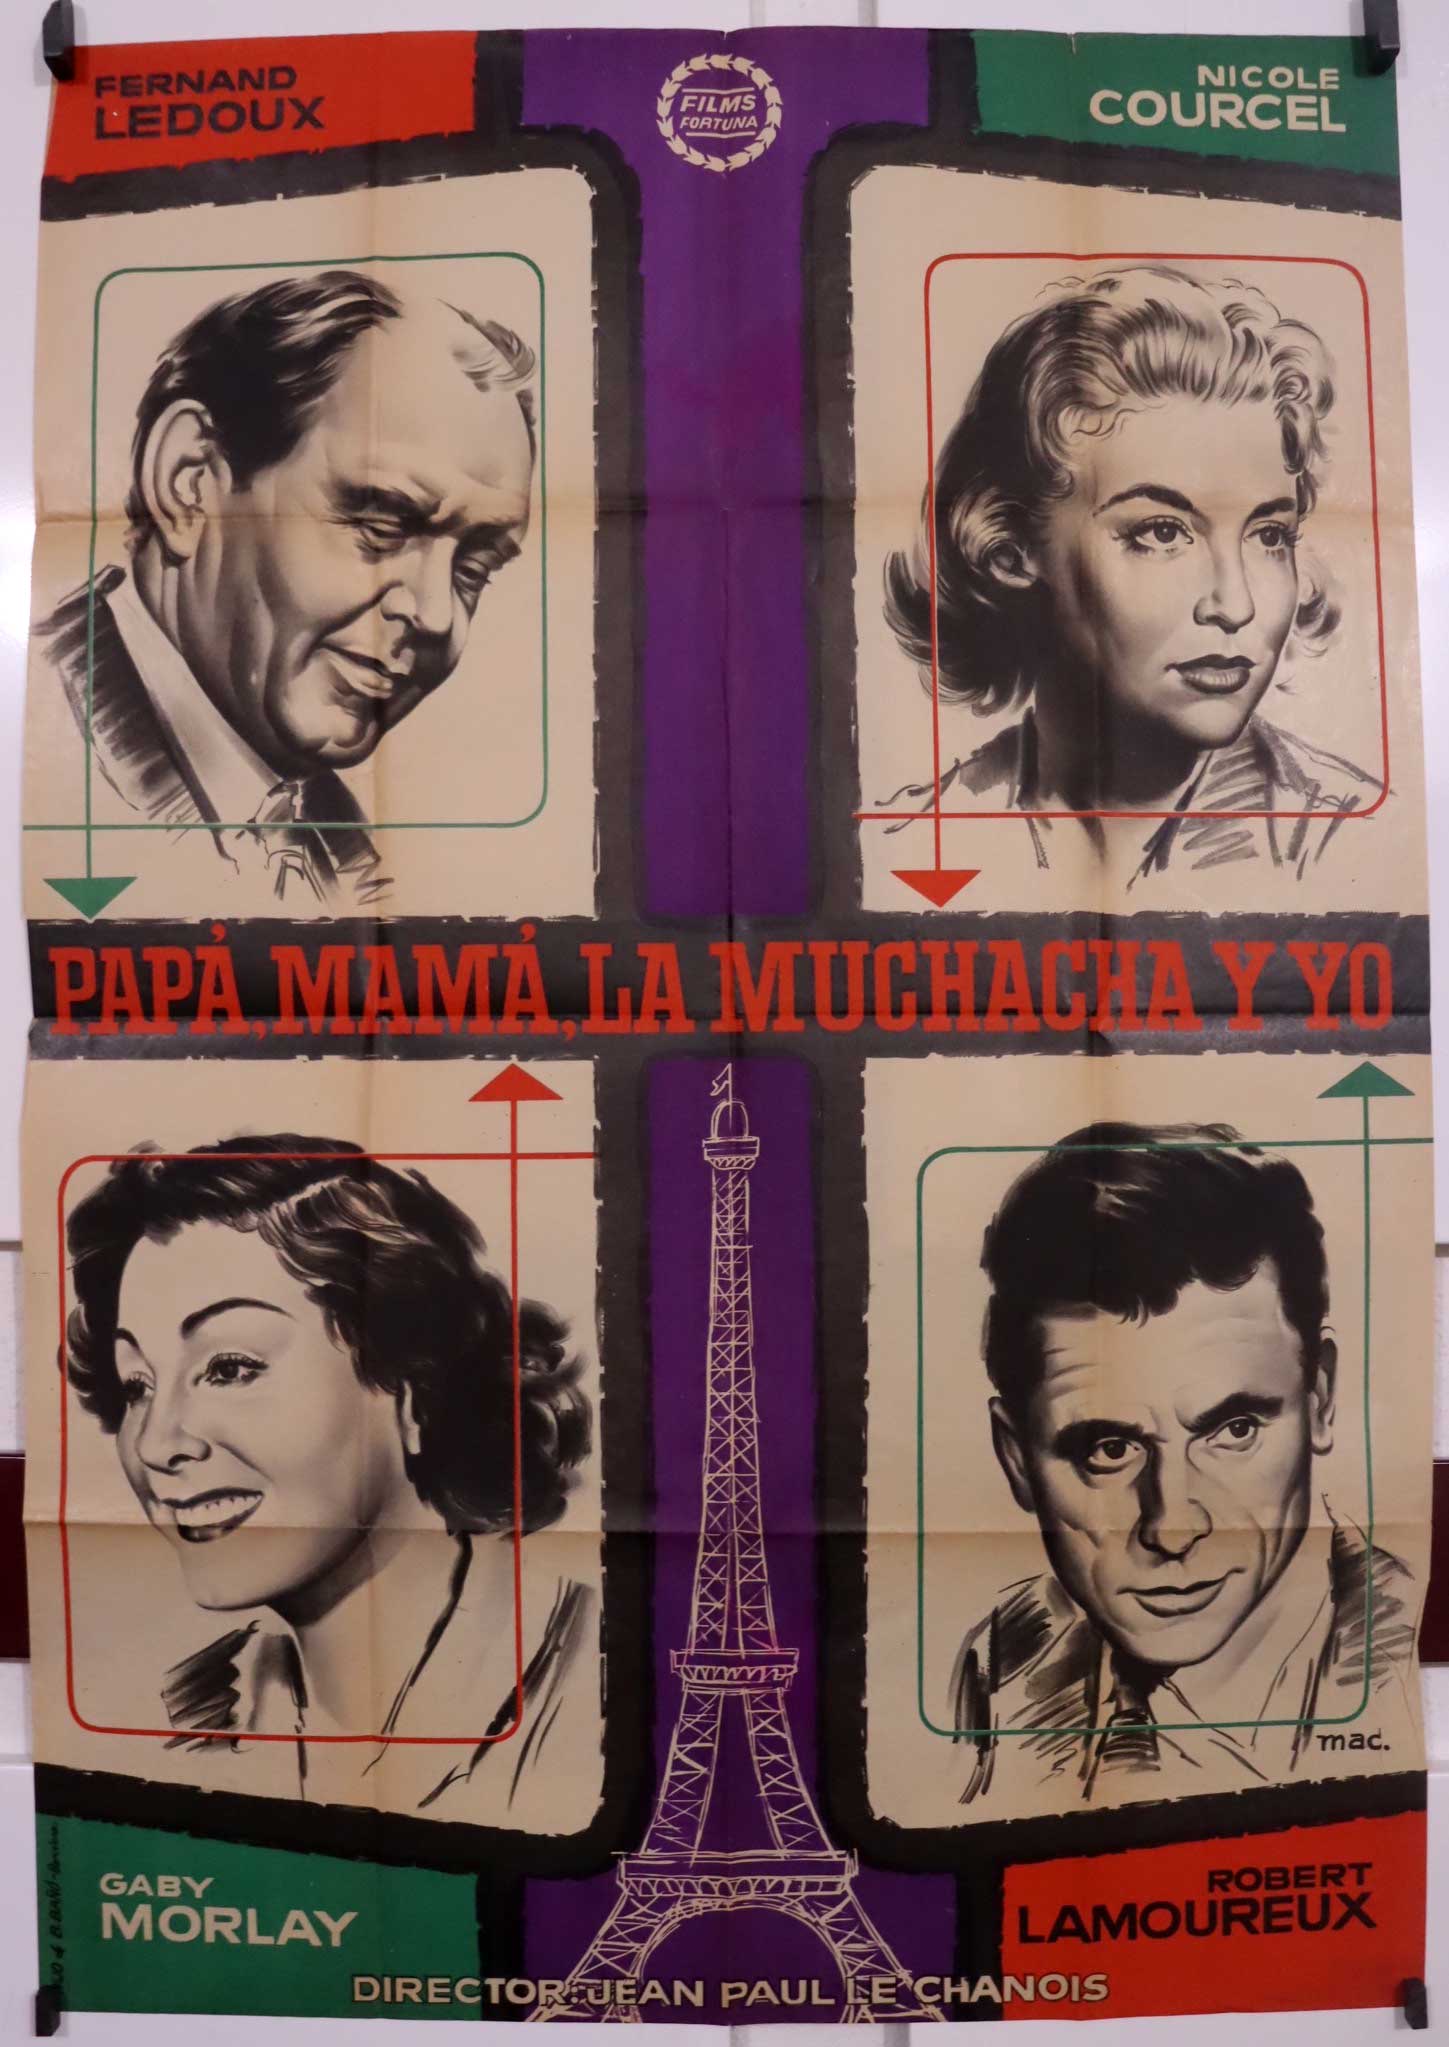 FERNAND
LEDOUX
FILMS
FORTUNA
NICOLE
COURCEL
PAPÁ, MAMÁ, LA MUCHACHA Y YO
mac.
GABY
MORLAY
ROBERT
LAMOUREUX
DIRECTOR: JEAN PAUL LE CHANOIS